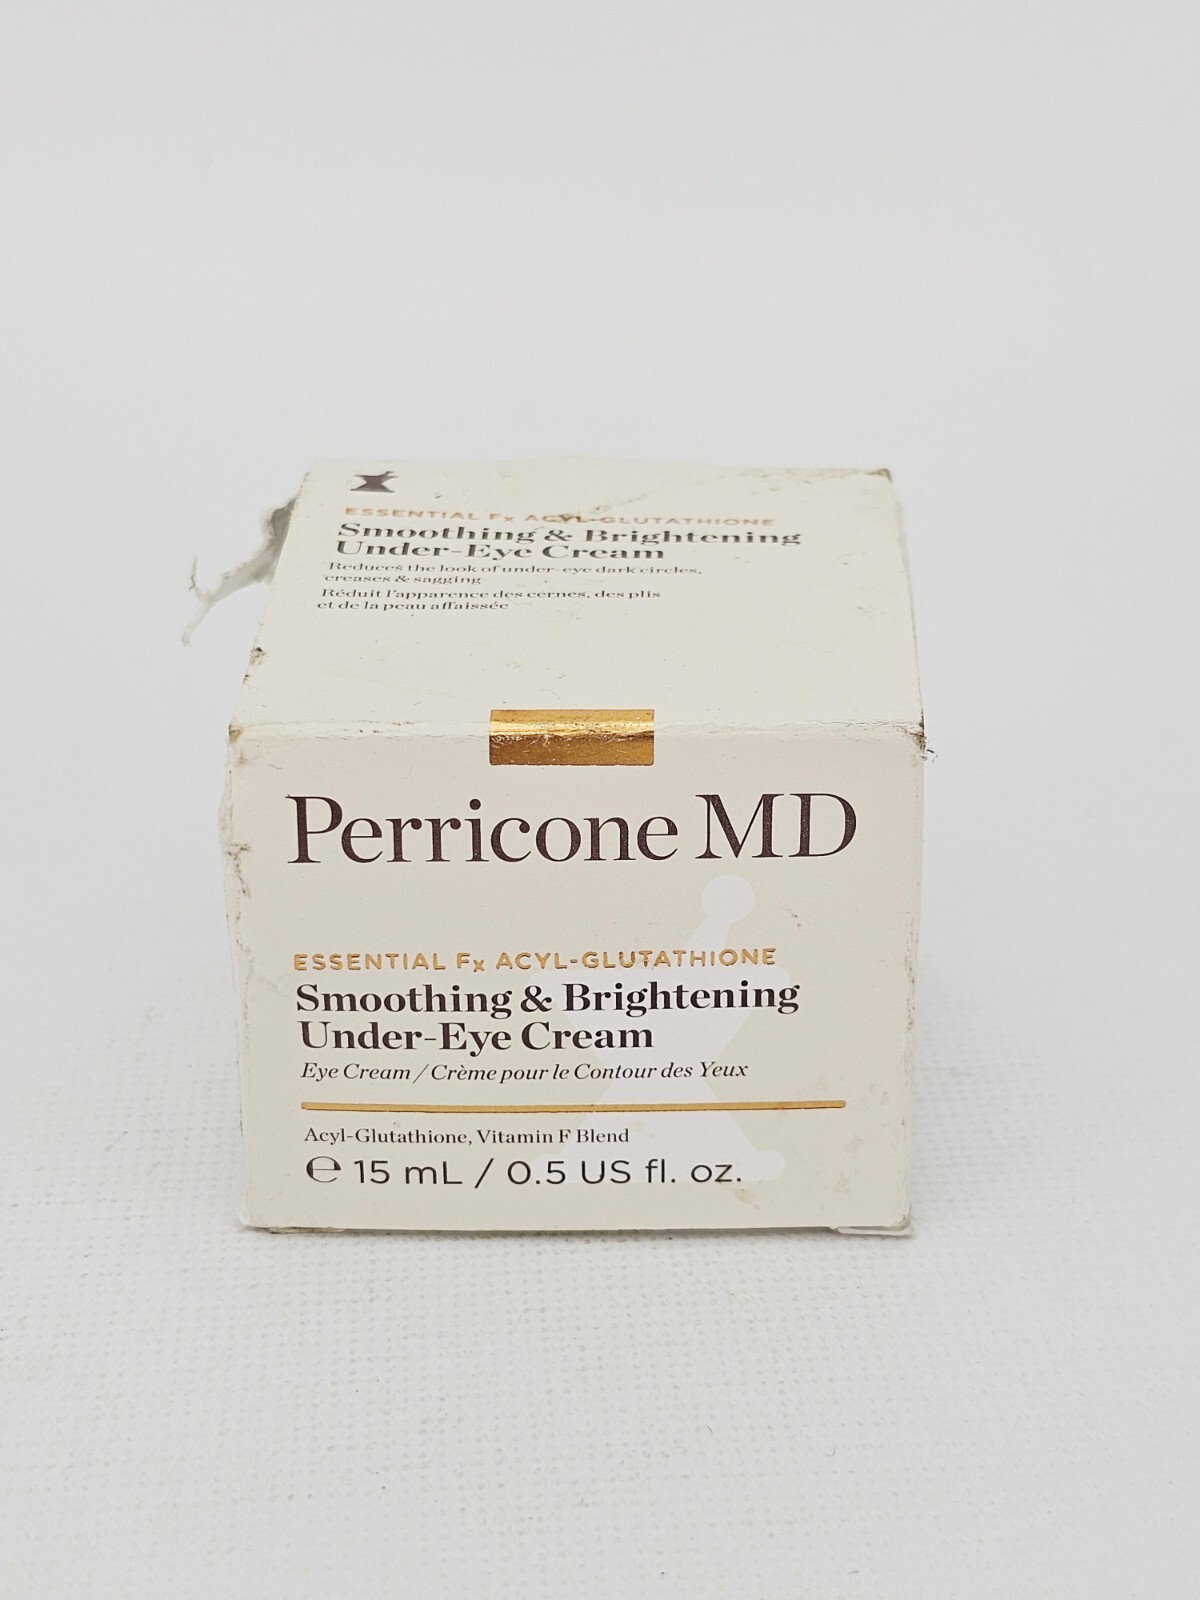 ESSENTIAL Fx ACYL-GLUTATHIONE
Smoothing & Brightening
Under-Eye Cream
Reduces the look of under-eye dark circles,
creases & sagging
Réduit l'apparence des cernes, des plis
et de la peau affaissée
Perricone MD
ESSENTIAL Fx ACYL-GLUTATHIONE
Smoothing & Brightening
Under-Eye Cream
Eye Cream / Crème pour le Contour des Yeux
Acyl-Glutathione, Vitamin F Blend
℮ 15 mL / 0.5 US fl. oz.